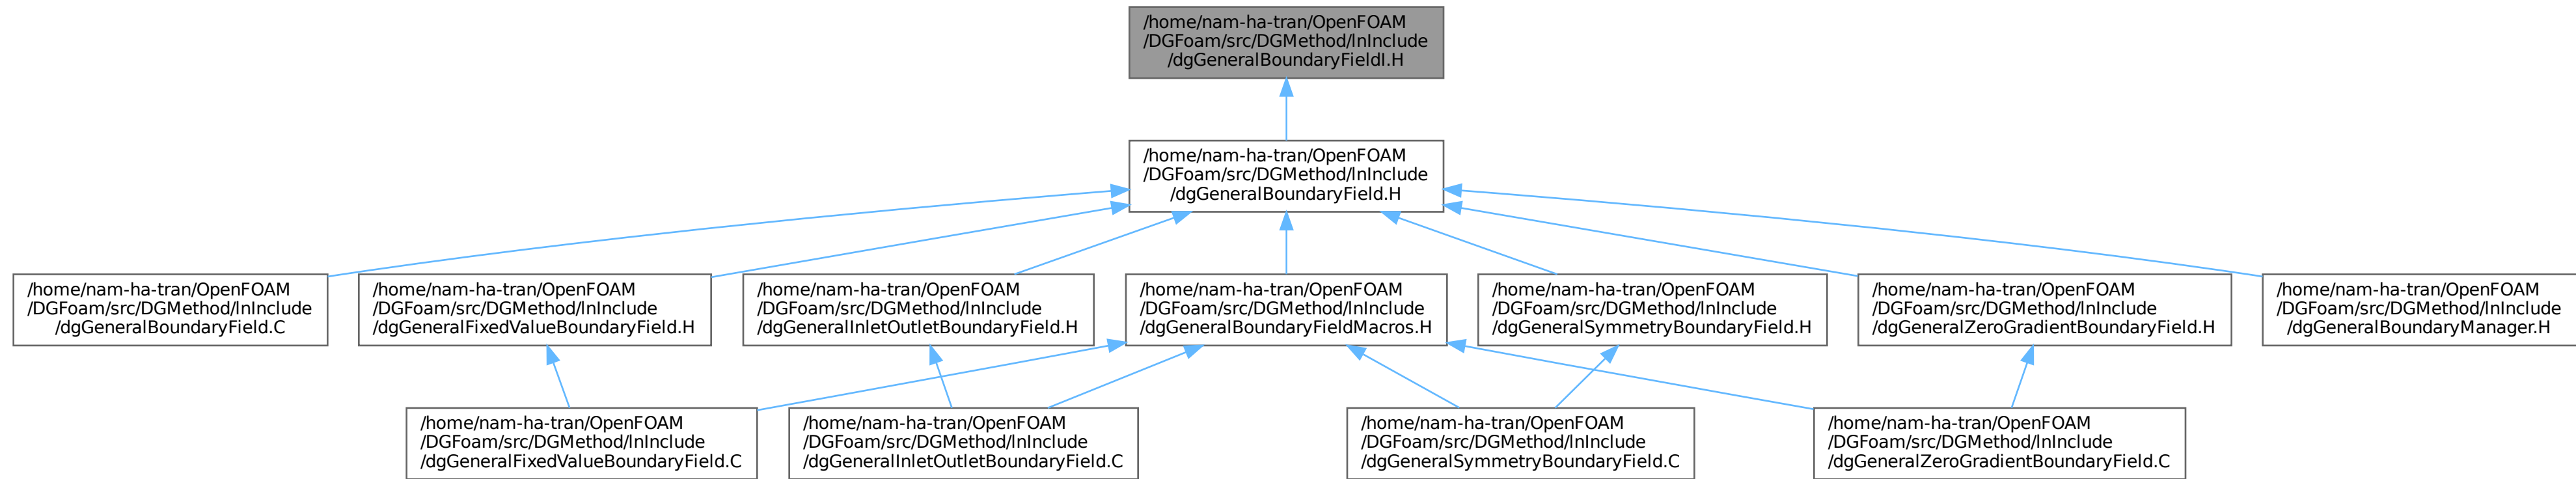 /home/nam-ha-tran/OpenFOAM
/DGFoam/src/DGMethod/lnInclude
/dgGeneralBoundaryFieldI.H
/home/nam-ha-tran/OpenFOAM
/DGFoam/src/DGMethod/lnInclude
/dgGeneralBoundaryField.H
/home/nam-ha-tran/OpenFOAM
/DGFoam/src/DGMethod/lnInclude
/dgGeneralBoundaryField.C
/home/nam-ha-tran/OpenFOAM
/DGFoam/src/DGMethod/lnInclude
/dgGeneralFixedValueBoundaryField.H
/home/nam-ha-tran/OpenFOAM
/DGFoam/src/DGMethod/lnInclude
/dgGeneralInletOutletBoundaryField.H
/home/nam-ha-tran/OpenFOAM
/DGFoam/src/DGMethod/lnInclude
/dgGeneralBoundaryFieldMacros.H
/home/nam-ha-tran/OpenFOAM
/DGFoam/src/DGMethod/lnInclude
/dgGeneralSymmetryBoundaryField.H
/home/nam-ha-tran/OpenFOAM
/DGFoam/src/DGMethod/lnInclude
/dgGeneralZeroGradientBoundaryField.H
/home/nam-ha-tran/OpenFOAM
/DGFoam/src/DGMethod/lnInclude
/dgGeneralBoundaryManager.H
/home/nam-ha-tran/OpenFOAM
/DGFoam/src/DGMethod/lnInclude
/dgGeneralFixedValueBoundaryField.C
/home/nam-ha-tran/OpenFOAM
/DGFoam/src/DGMethod/lnInclude
/dgGeneralInletOutletBoundaryField.C
/home/nam-ha-tran/OpenFOAM
/DGFoam/src/DGMethod/lnInclude
/dgGeneralSymmetryBoundaryField.C
/home/nam-ha-tran/OpenFOAM
/DGFoam/src/DGMethod/lnInclude
/dgGeneralZeroGradientBoundaryField.C